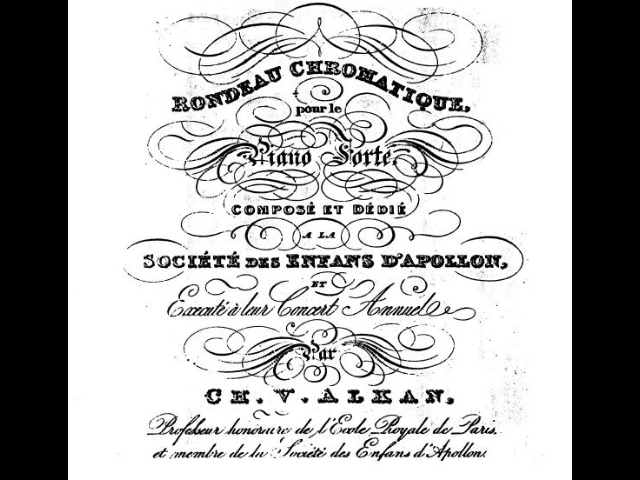 RONDEAU CHROMATIQUE,
pour le
Piano Forte.
COMPOSÉ ET DÉDIÉ
A LA
SOCIÉTÉ DES ENFANS D'APOLLON,
ET
Executé à leur Concert Annuel
Par
CH. V. ALKAN,
Professeur honoraire de l'Ecole Royale de Paris,
et membre de la Société des Enfans d'Apollon.